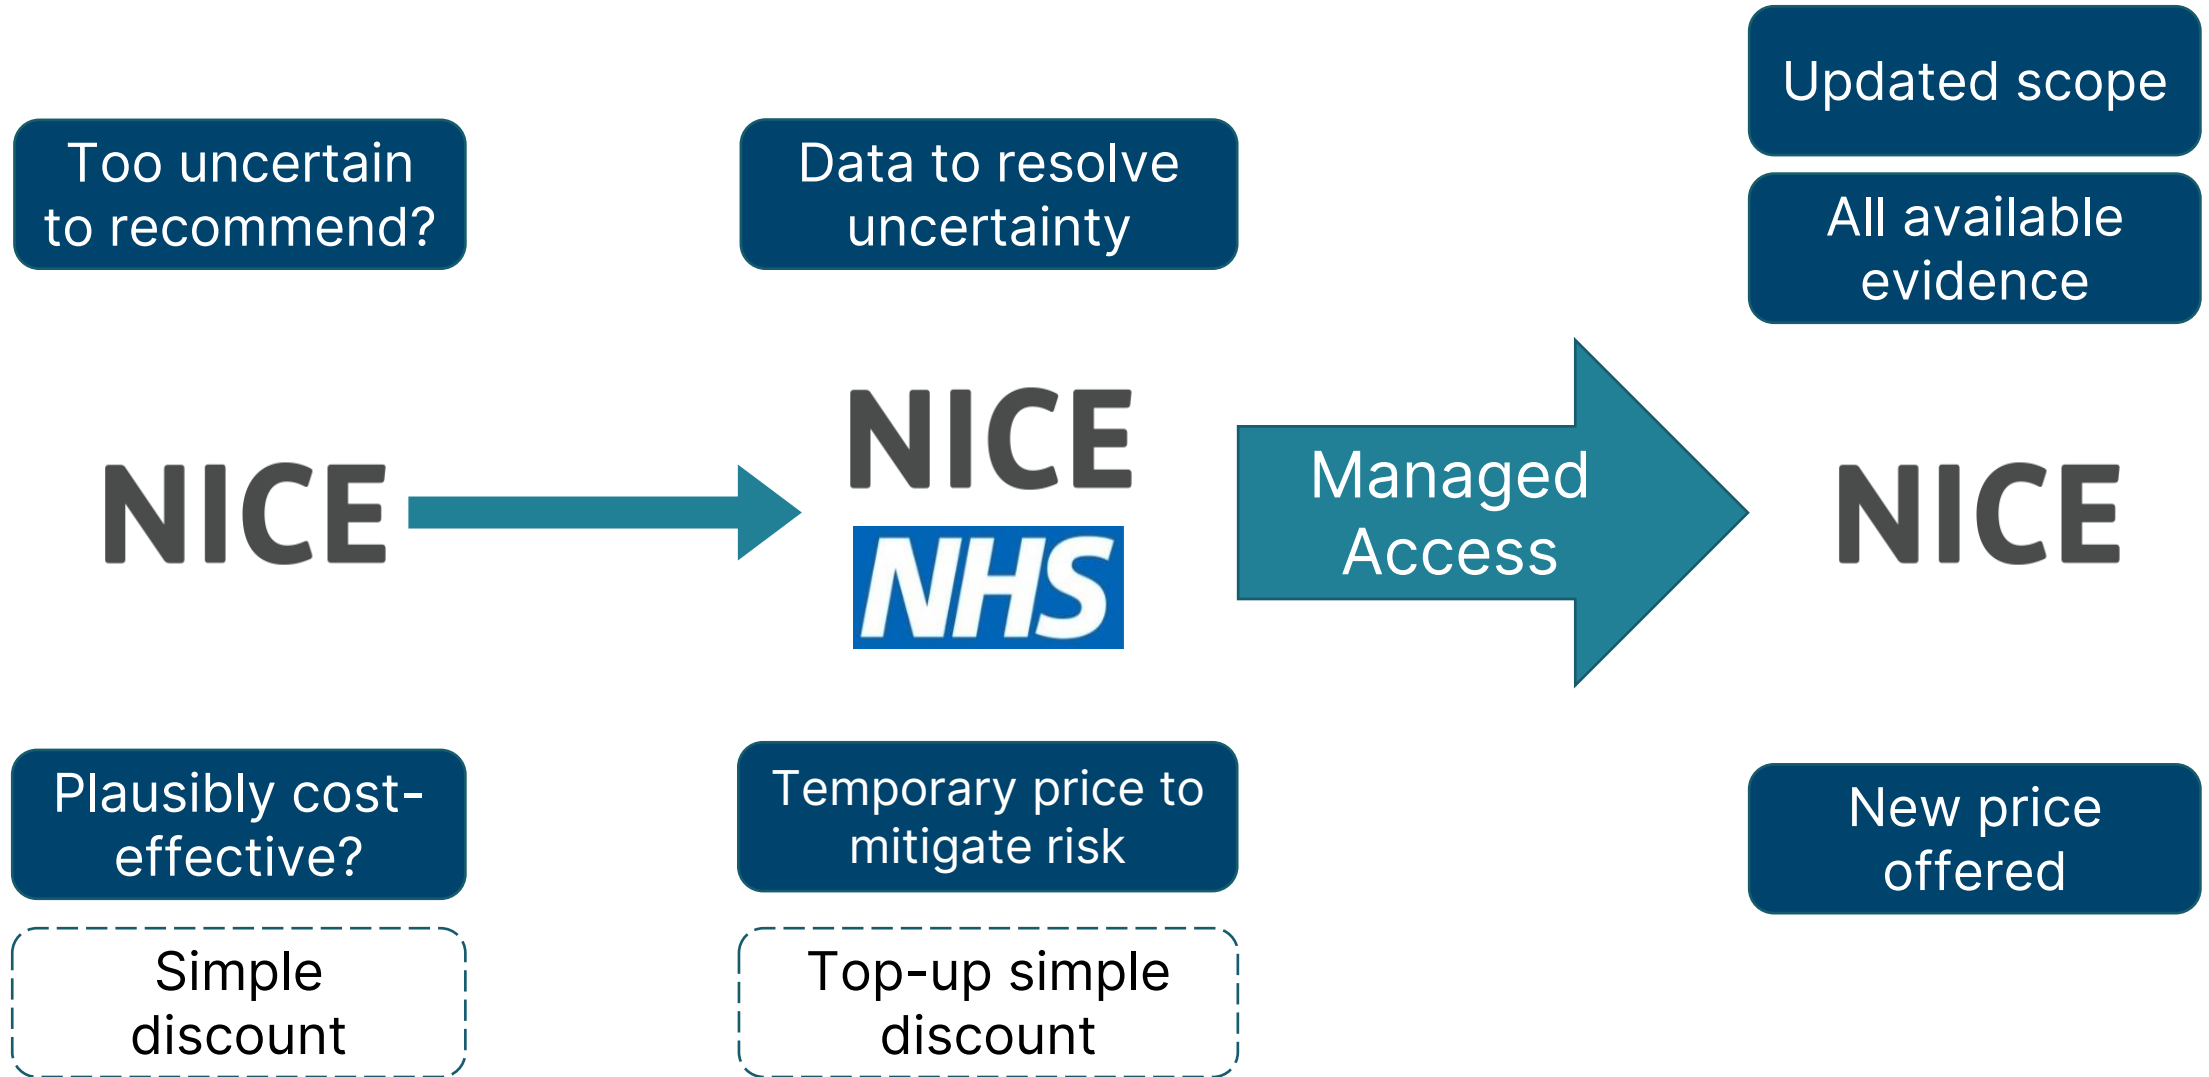 Too uncertain
to recommend?
NICE
Plausibly cost-
effective?
Simple
discount
Data to resolve
uncertainty
NICE
NHS
Temporary price to
mitigate risk
Top-up simple
discount
Managed
Access
Updated scope
All available
evidence
NICE
New price
offered